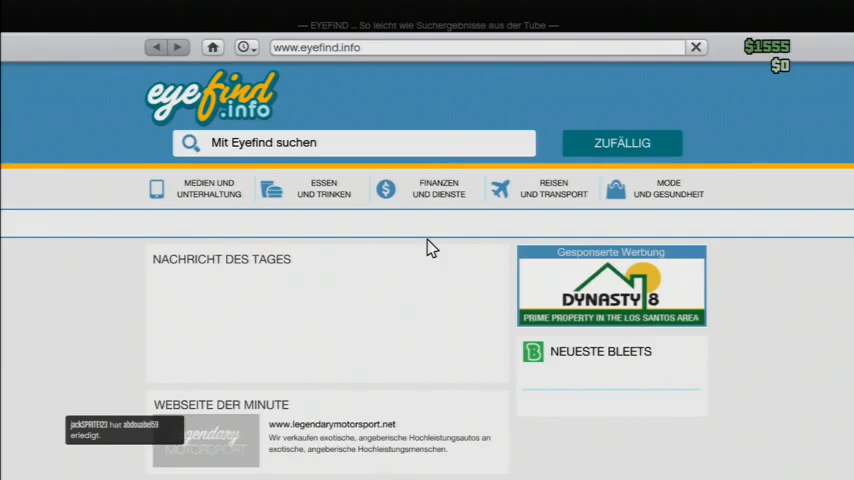 --- EYEFIND ... So leicht wie Suchergebnisse aus der Tube ---
www.eyefind.info
$1555
$0
eyefind
.info
Mit Eyefind suchen
ZUFÄLLIG
MEDIEN UND
UNTERHALTUNG
ESSEN
UND TRINKEN
FINANZEN
UND DIENSTE
REISEN
UND TRANSPORT
MODE
UND GESUNDHEIT
NACHRICHT DES TAGES
Gesponserte Werbung
DYNASTY 8
PRIME PROPERTY IN THE LOS SANTOS AREA
NEUESTE BLEETS
WEBSEITE DER MINUTE
jackSPRITE123 hat abdouabel59
erledigt.
Legendary
MOTORSPORT
www.legendarymotorsport.net
Wir verkaufen exotische, angeberische Hochleistungsautos an
exotische, angeberische Hochleistungsmenschen.